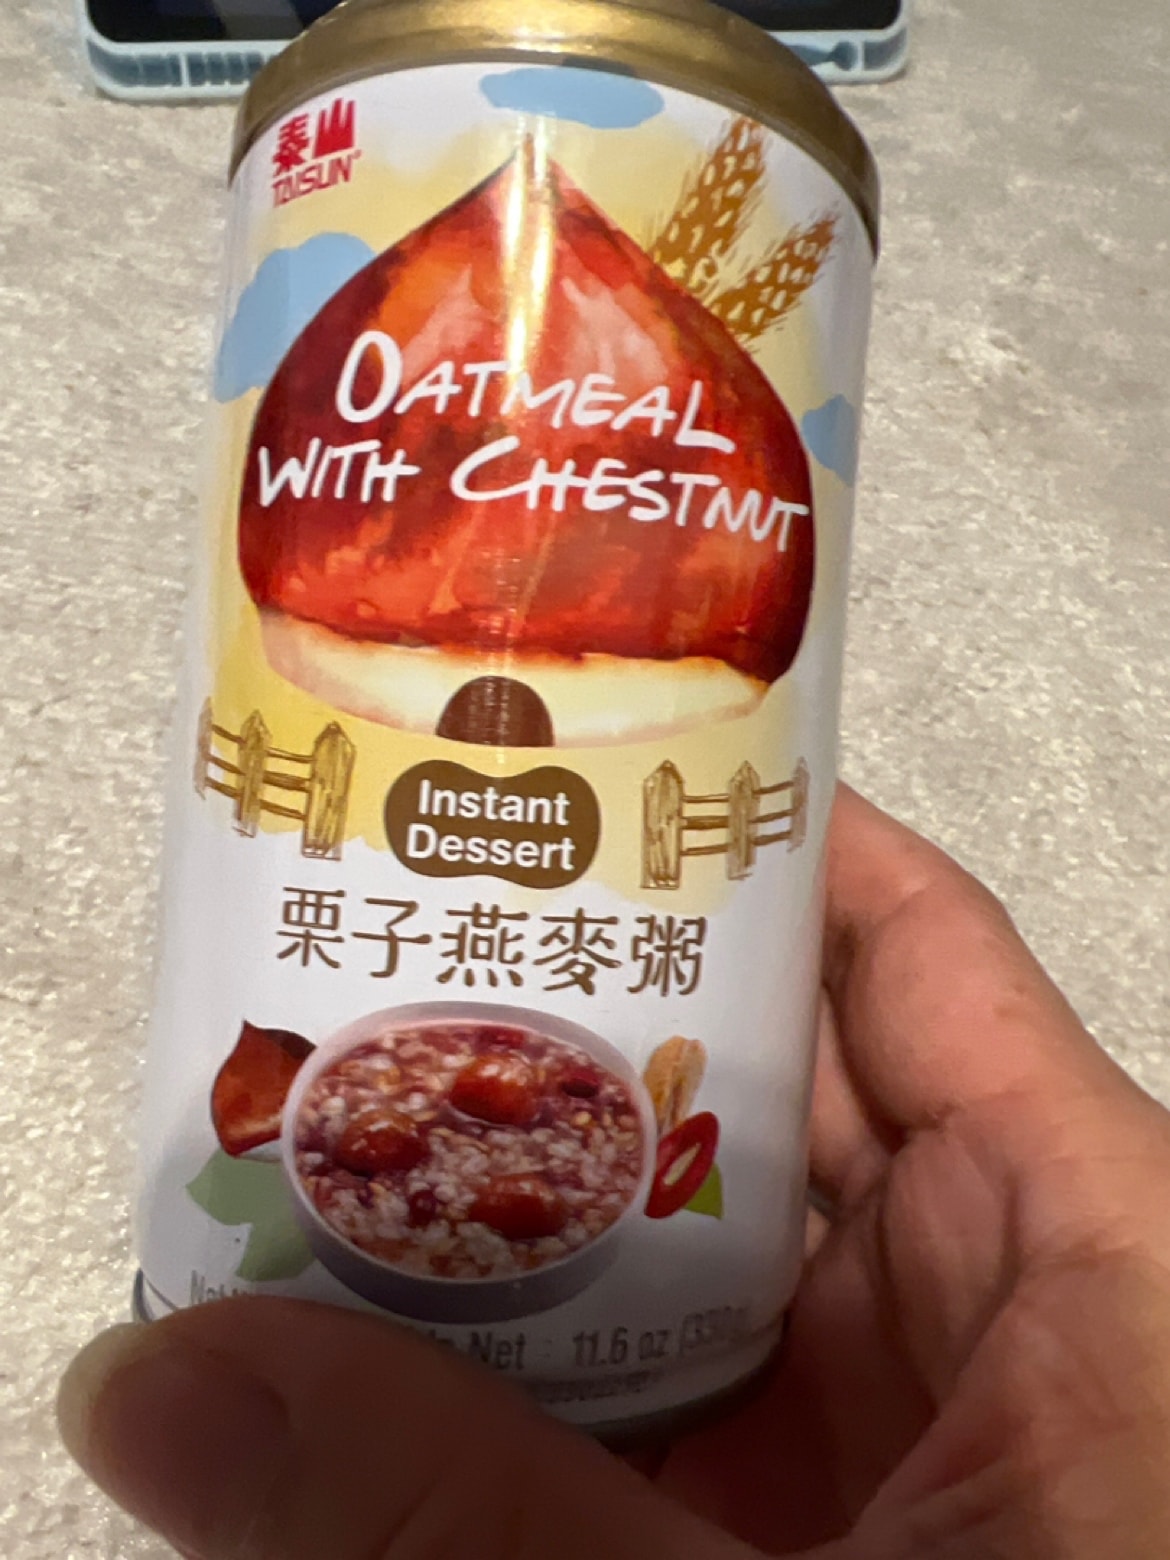 泰山
TAISUN®
OATMEAL
WITH CHESTNUT
Instant
Dessert
栗子燕麥粥
Net 11.6 oz